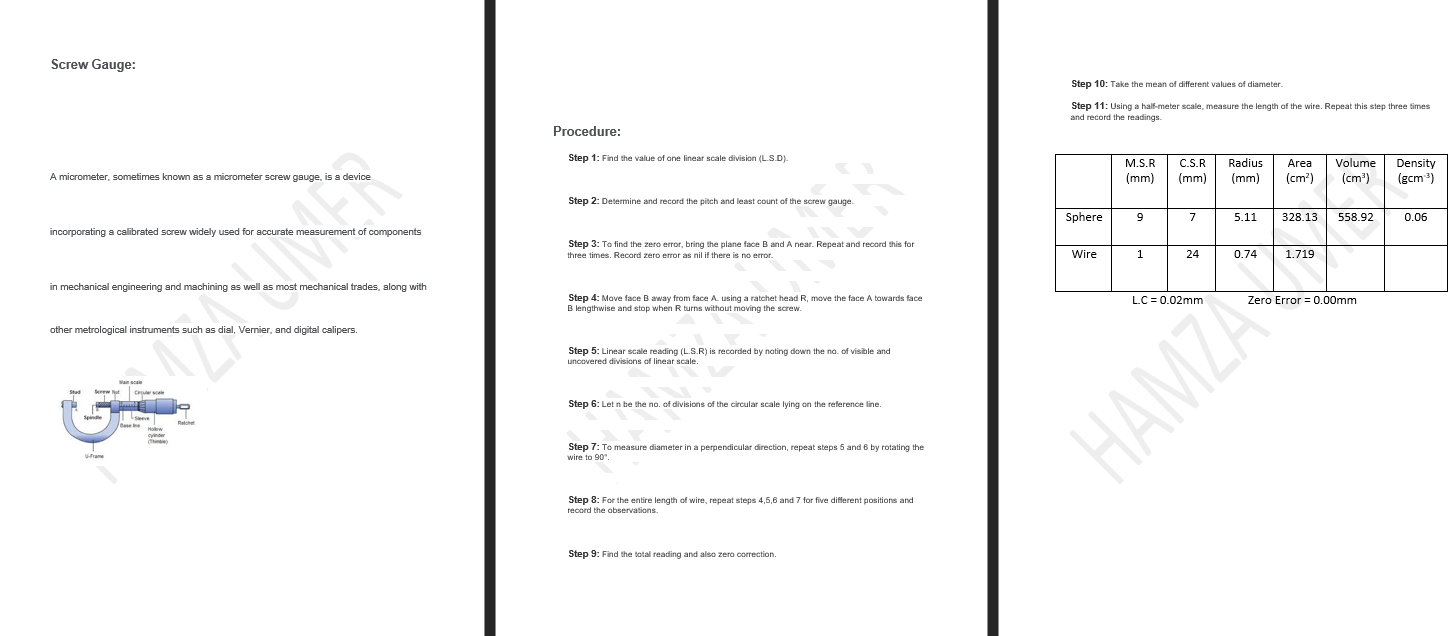 Screw Gauge:
A micrometer, sometimes known as a micrometer screw gauge, is a device
incorporating a calibrated screw widely used for accurate measurement of components
in mechanical engineering and machining as well as most mechanical trades, along with
other metrological instruments such as dial, Vernier, and digital calipers.
Main scale
Stud Screw Nut Circular scale
A B
Spindle Sleeve
Base line Ratchet
Hollow
cylinder
(Thimble)
U-Frame
HAMZA UMER
Procedure:
Step 1: Find the value of one linear scale division (L.S.D).
Step 2: Determine and record the pitch and least count of the screw gauge.
Step 3: To find the zero error, bring the plane face B and A near. Repeat and record this for
three times. Record zero error as nil if there is no error.
Step 4: Move face B away from face A. using a ratchet head R, move the face A towards face
B lengthwise and stop when R turns without moving the screw.
Step 5: Linear scale reading (L.S.R) is recorded by noting down the no. of visible and
uncovered divisions of linear scale.
Step 6: Let n be the no. of divisions of the circular scale lying on the reference line.
Step 7: To measure diameter in a perpendicular direction, repeat steps 5 and 6 by rotating the
wire to 90°.
Step 8: For the entire length of wire, repeat steps 4,5,6 and 7 for five different positions and
record the observations.
Step 9: Find the total reading and also zero correction.
HAMZA UMER
Step 10: Take the mean of different values of diameter.
Step 11: Using a half-meter scale, measure the length of the wire. Repeat this step three times
and record the readings.
M.S.R (mm) C.S.R (mm) Radius (mm) Area (cm²) Volume (cm³) Density (gcm⁻³)
Sphere 9 7 5.11 328.13 558.92 0.06
Wire 1 24 0.74 1.719
L.C = 0.02mm Zero Error = 0.00mm
HAMZA UMER